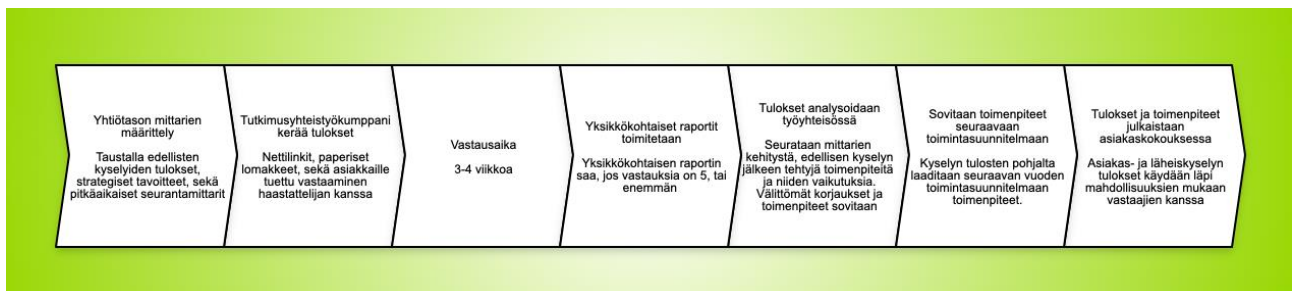 Yhtiötason mittarien
määrittely
Taustalla edellisten
kyselyiden tulokset,
strategiset tavoitteet, sekä
pitkäaikaiset seurantamittarit
Tutkimusyhteistyökumppani
kerää tulokset
Nettilinkit, paperiset
lomakkeet, sekä asiakkaille
tuettu vastaaminen
haastattelijan kanssa
Vastausaika
3-4 viikkoa
Yksikkökohtaiset raportit
toimitetaan
Yksikkökohtaisen raportin
saa, jos vastauksia on 5, tai
enemmän
Tulokset analysoidaan
työyhteisössä
Seurataan mittarien
kehitystä, edellisen kyselyn
jälkeen tehtyjä toimenpiteitä
ja niiden vaikutuksia.
Välittömät korjaukset ja
toimenpiteet sovitaan
Sovitaan toimenpiteet
seuraavaan
toimintasuunnitelmaan
Kyselyn tulosten pohjalta
laaditaan seuraavan vuoden
toimintasuunnitelmaan
toimenpiteet.
Tulokset ja toimenpiteet
julkaistaan
asiakaskokouksessa
Asiakas- ja läheiskyselyn
tulokset käydään läpi
mahdollisuuksien mukaan
vastaajien kanssa